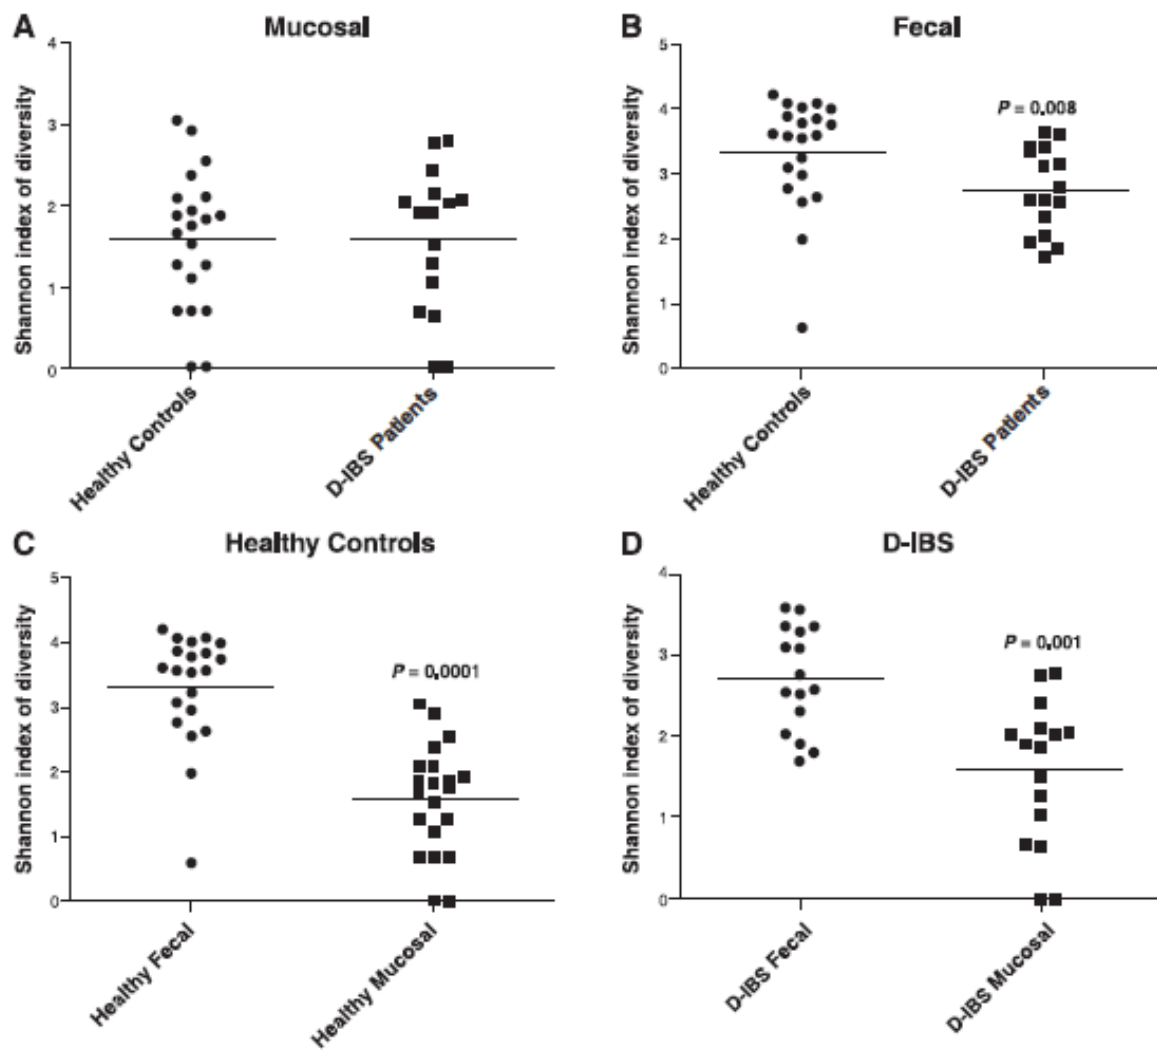 A
Mucosal
Shannon index of diversity
4
3
2
1
0
Healthy Controls
D-IBS Patients
B
Fecal
Shannon index of diversity
5
4
3
2
1
0
P = 0.008
Healthy Controls
D-IBS Patients
C
Healthy Controls
Shannon index of diversity
5
4
3
2
1
0
P = 0.0001
Healthy Fecal
Healthy Mucosal
D
D-IBS
Shannon index of diversity
4
3
2
1
0
P = 0.001
D-IBS Fecal
D-IBS Mucosal